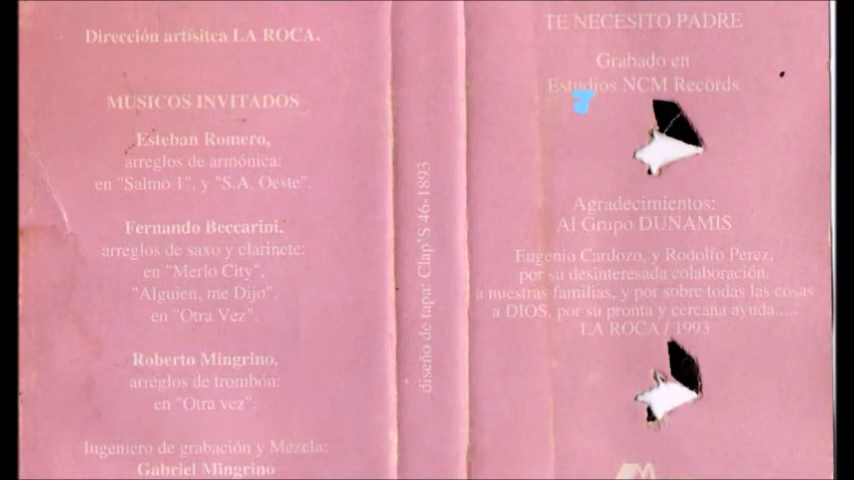 Dirección artísitca LA ROCA.
MUSICOS INVITADOS
Esteban Romero,
arreglos de armónica:
en "Salmo 1", y "S.A. Oeste".
Fernando Beccarini.
arreglos de saxo y clarinete:
en "Merlo City",
"Alguien, me Dijo",
en "Otra Vez".
Roberto Mingrino,
arreglos de trombón:
en "Otra vez".
Ingeniero de grabación y Mezcla:
Gabriel Mingrino
diseño de tapa: Clap'S 46-1893
TE NECESITO PADRE
Grabado en
Estudios NCM Records
Agradecimientos:
Al Grupo DUNAMIS
Eugenio Cardozo, y Rodolfo Perez,
por su desinteresada colaboración,
a nuestras familias, y por sobre todas las cosas
a DIOS, por su pronta y cercana ayuda.....
LA ROCA / 1993